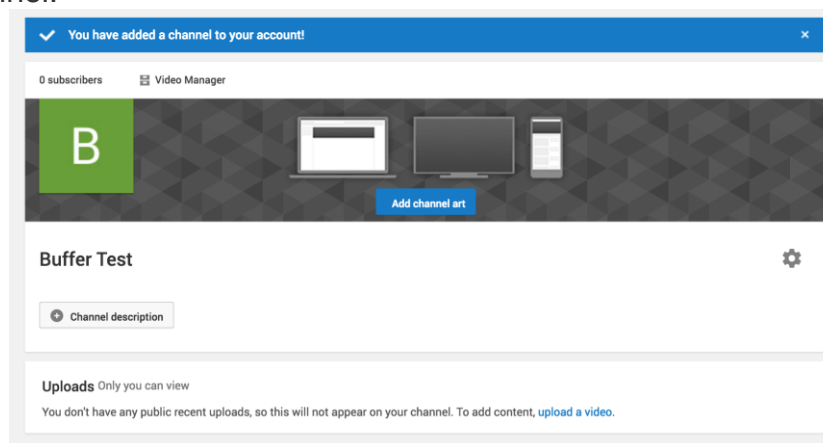 You have added a channel to your account!
0 subscribers Video Manager
B
Add channel art
Buffer Test
Channel description
Uploads Only you can view
You don't have any public recent uploads, so this will not appear on your channel. To add content, upload a video.